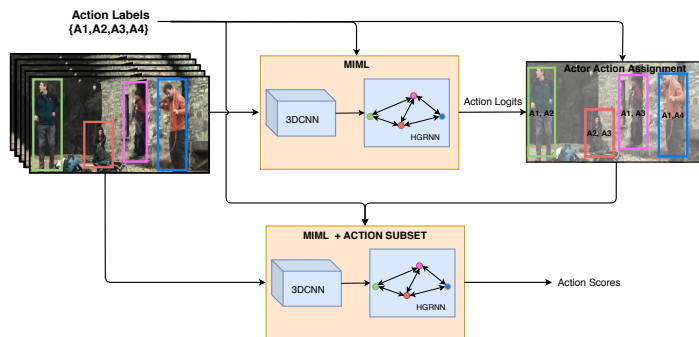 Action Labels
{A1,A2,A3,A4}
MIML
3DCNN
HGRNN
Action Logits
Actor Action Assignment
A1, A2
A2, A3
A1, A3
A1,A4
MIML + ACTION SUBSET
3DCNN
HGRNN
Action Scores